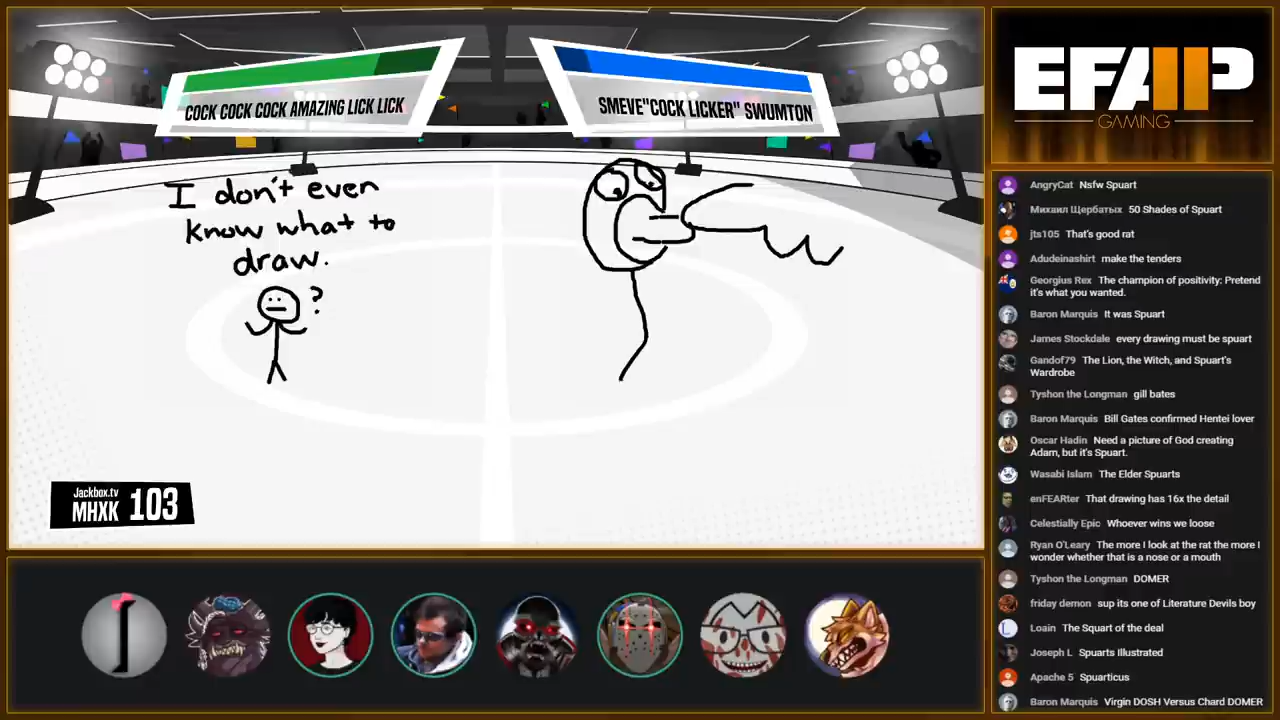 COCK COCK COCK AMAZING LICK LICK
SMEVE"COCK LICKER" SWUMTON
I don't even
know what to
draw.
?
Jackbox.tv
MHXK 103
EFAP
GAMING
AngryCat Nsfw Spuart
Михаил Щербатых 50 Shades of Spuart
jts105 That's good rat
Adudeinashirt make the tenders
Georgius Rex The champion of positivity: Pretend
it's what you wanted.
Baron Marquis It was Spuart
James Stockdale every drawing must be spuart
Gandof79 The Lion, the Witch, and Spuart's
Wardrobe
Tyshon the Longman gill bates
Baron Marquis Bill Gates confirmed Hentei lover
Oscar Hadin Need a picture of God creating
Adam, but it's Spuart.
Wasabi Islam The Elder Spuarts
enFEARter That drawing has 16x the detail
Celestially Epic Whoever wins we loose
Ryan O'Leary The more I look at the rat the more I
wonder whether that is a nose or a mouth
Tyshon the Longman DOMER
friday demon sup its one of Literature Devils boy
L
Loain The Squart of the deal
Joseph L Spuarts Illustrated
Apache 5 Spuarticus
Baron Marquis Virgin DOSH Versus Chard DOMER